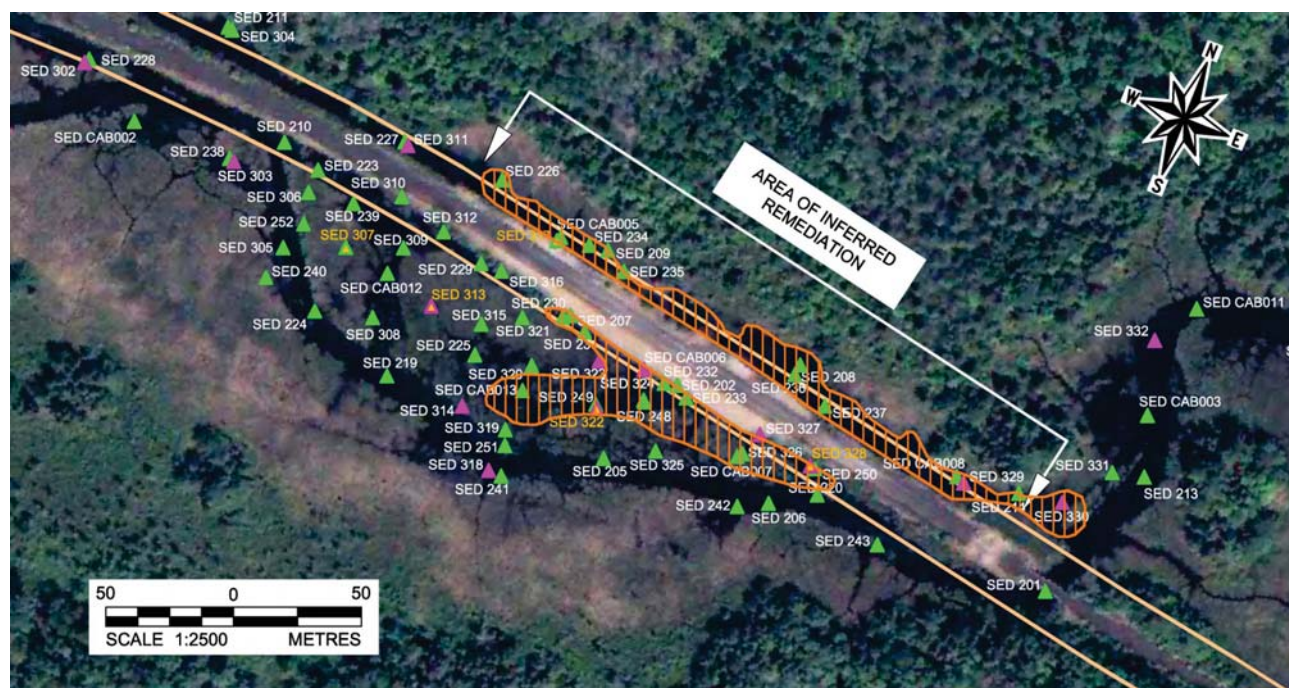 SED 211
SED 304
SED 228
SED 302
SED CAB002
SED 210
SED 227
SED 311
SED 238
SED 303
SED 223
SED 226
SED 306
SED 310
SED 239
SED 252
SED 312
SED CAB005
SED 234
SED 307
SED 309
SED 305
SED 209
SED 229
SED 235
SED 240
SED CAB012
SED 316
SED 313
SED 230
SED 224
SED 308
SED 315
SED 321
SED 207
SED 225
SED 219
SED CAB006
SED 232
SED 202
SED 208
SED CAB013
SED 249
SED 233
SED 237
SED 314
SED 248
SED 322
SED 319
SED 327
SED 251
SED 318
SED 205
SED 325
SED 326
SED 328
SED CAB007
SED 250
SED 241
SED CAB008
SED 329
SED 242
SED 206
SED 330
SED 243
SED 201
SED 331
SED 213
SED CAB003
SED 332
SED CAB011
AREA OF INFERRED
REMEDIATION
N
W
E
S
50 0 50
SCALE 1:2500 METRES